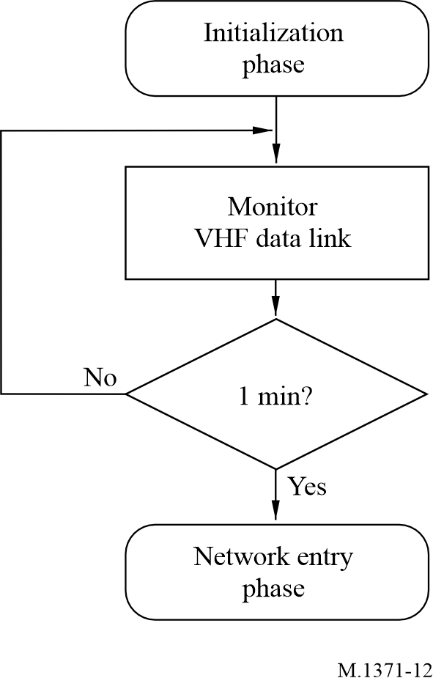 Initialization
phase
Monitor
VHF data link
No
1 min?
Yes
Network entry
phase
M.1371-12